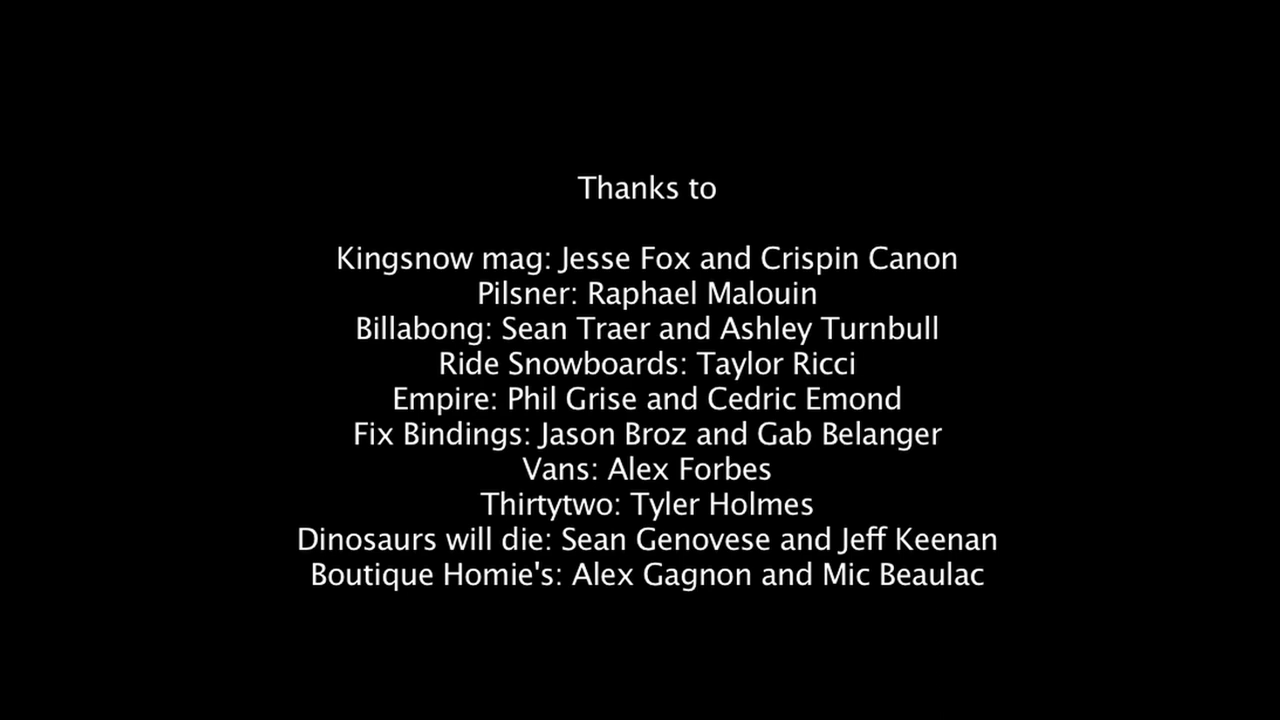 Thanks to
Kingsnow mag: Jesse Fox and Crispin Canon
Pilsner: Raphael Malouin
Billabong: Sean Traer and Ashley Turnbull
Ride Snowboards: Taylor Ricci
Empire: Phil Grise and Cedric Emond
Fix Bindings: Jason Broz and Gab Belanger
Vans: Alex Forbes
Thirtytwo: Tyler Holmes
Dinosaurs will die: Sean Genovese and Jeff Keenan
Boutique Homie's: Alex Gagnon and Mic Beaulac